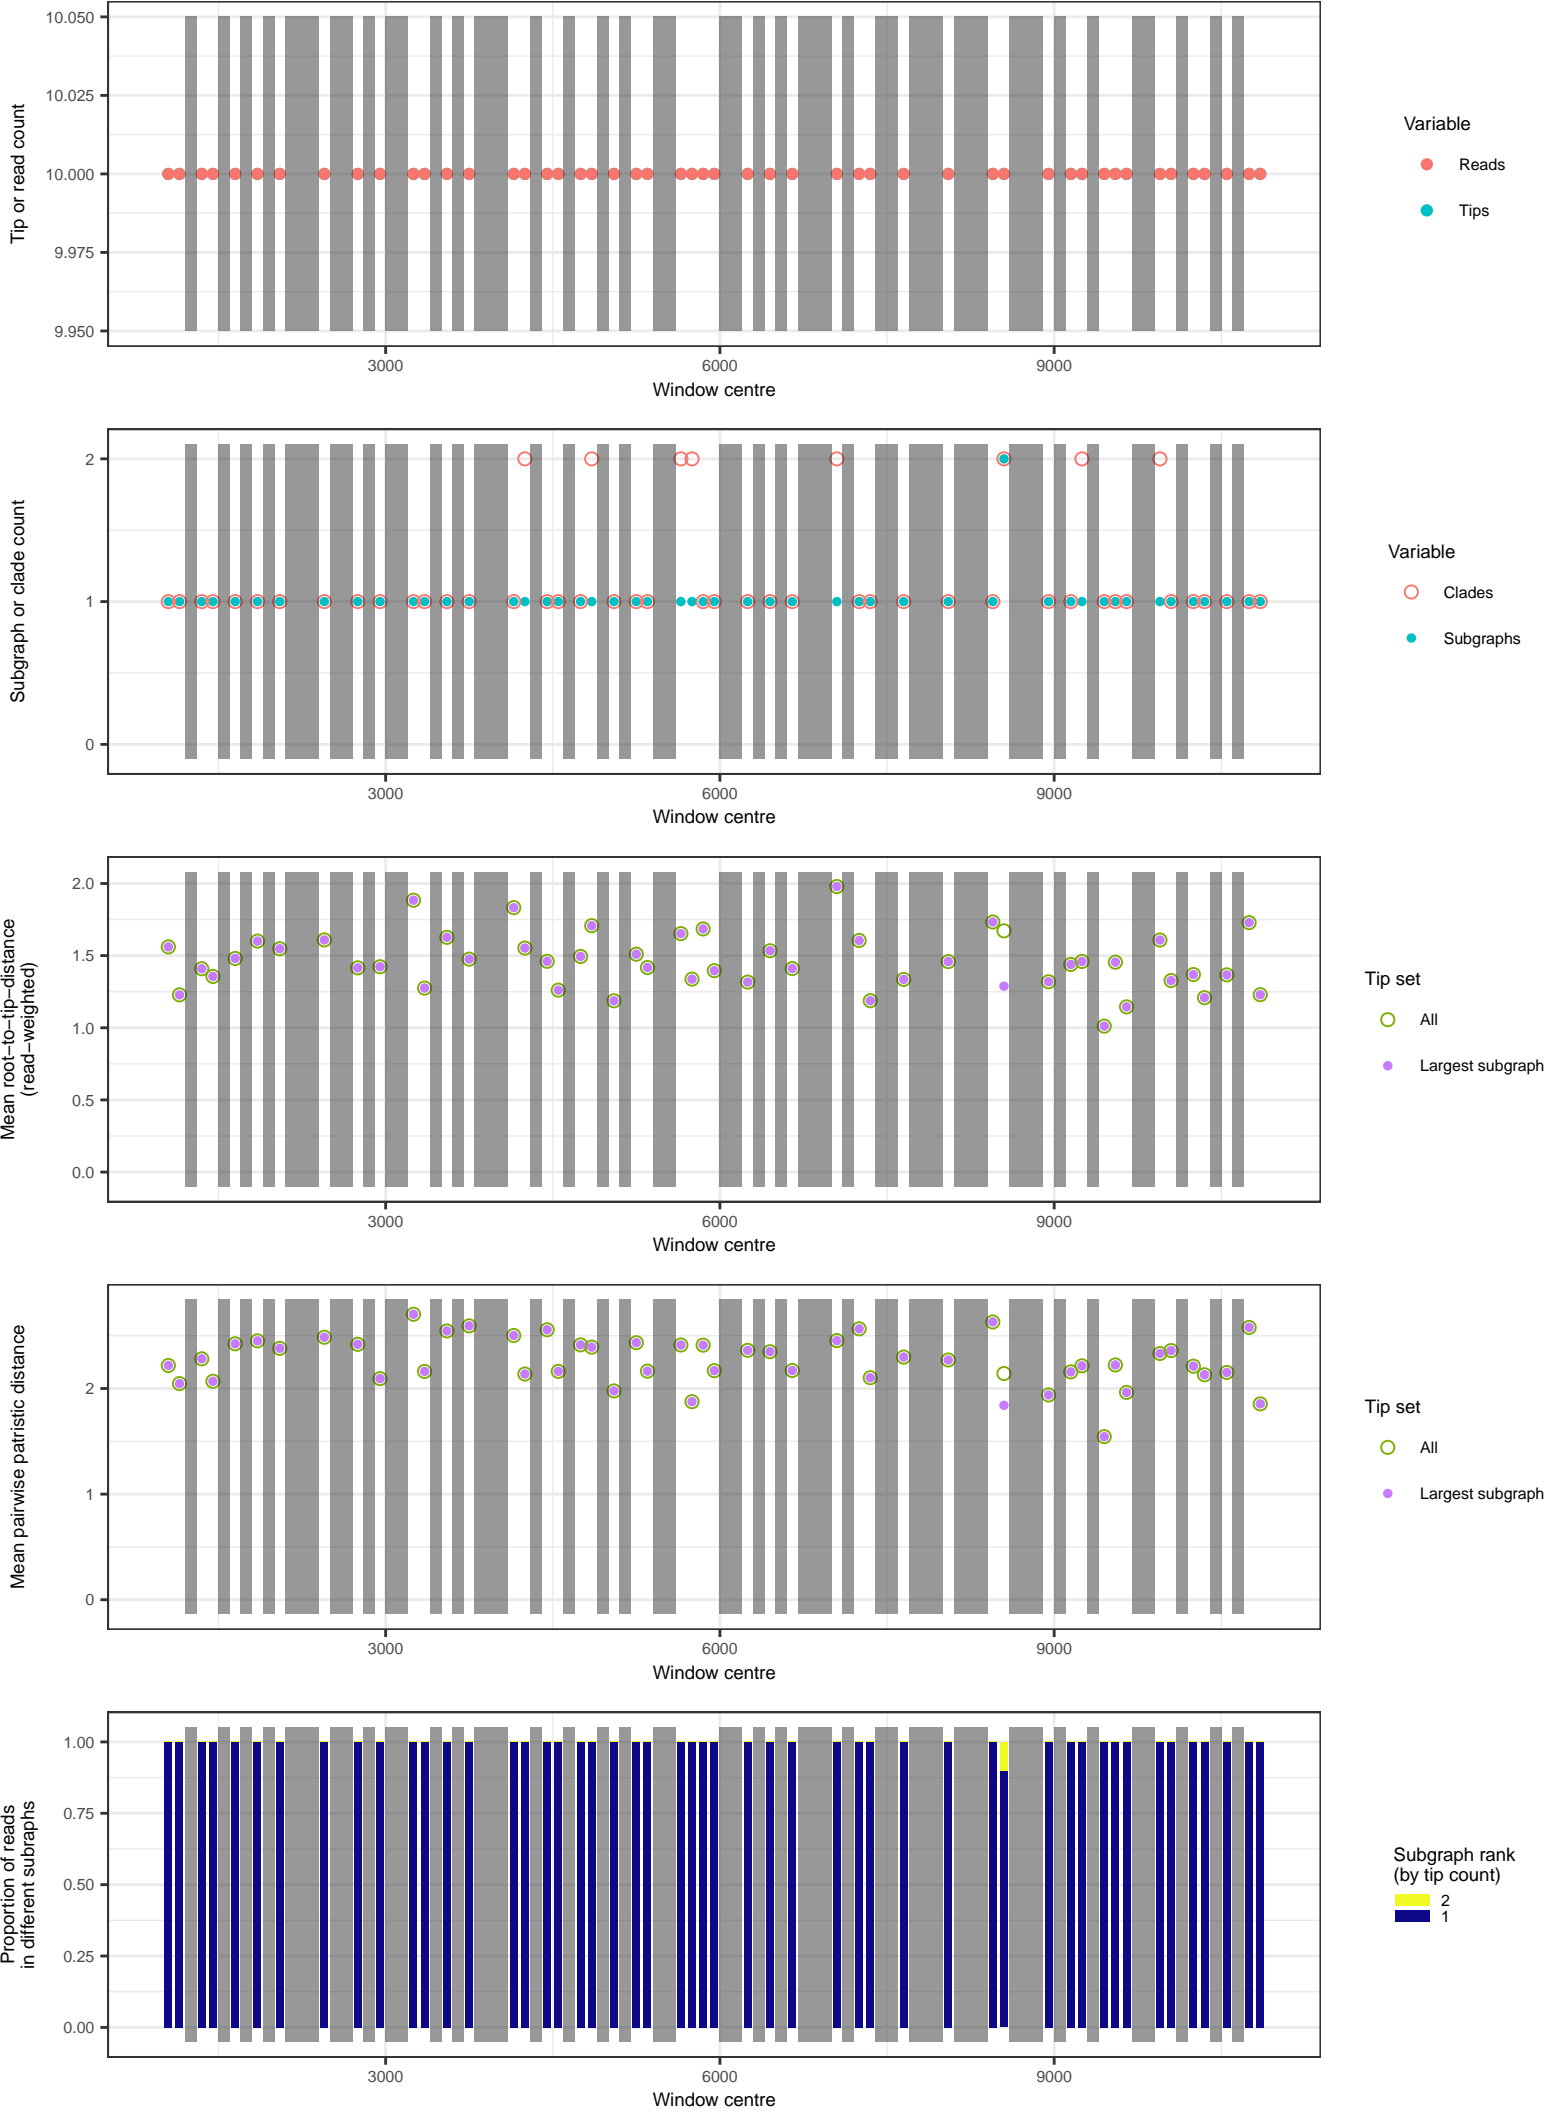 10.050
10.025
10.000
9.975
9.950
Tip or read count
3000
6000
9000
Window centre
Variable
Reads
Tips
2
1
0
Subgraph or clade count
3000
6000
9000
Window centre
Variable
Clades
Subgraphs
2.0
1.5
1.0
0.5
0.0
Mean root−to−tip−distance
(read−weighted)
3000
6000
9000
Window centre
Tip set
All
Largest subgraph
2
1
0
Mean pairwise patristic distance
3000
6000
9000
Window centre
Tip set
All
Largest subgraph
1.00
0.75
0.50
0.25
0.00
Proportion of reads
in different subraphs
3000
6000
9000
Window centre
Subgraph rank
(by tip count)
2
1